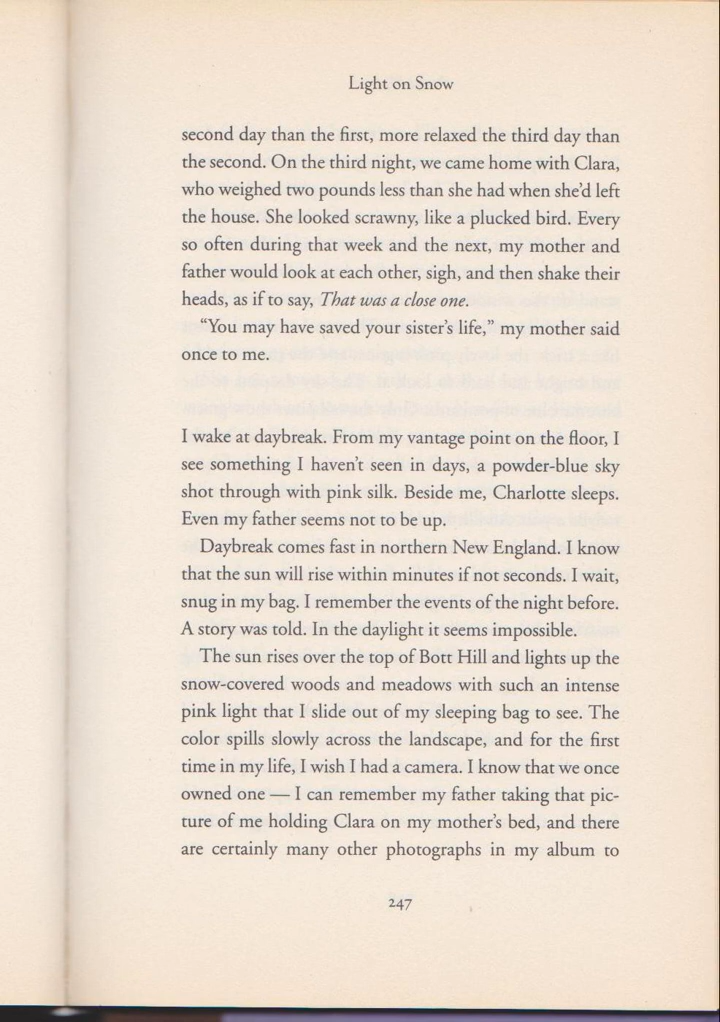 Light on Snow
second day than the first, more relaxed the third day than
the second. On the third night, we came home with Clara,
who weighed two pounds less than she had when she’d left
the house. She looked scrawny, like a plucked bird. Every
so often during that week and the next, my mother and
father would look at each other, sigh, and then shake their
heads, as if to say, That was a close one.
“You may have saved your sister’s life,” my mother said
once to me.
I wake at daybreak. From my vantage point on the floor, I
see something I haven’t seen in days, a powder-blue sky
shot through with pink silk. Beside me, Charlotte sleeps.
Even my father seems not to be up.
Daybreak comes fast in northern New England. I know
that the sun will rise within minutes if not seconds. I wait,
snug in my bag. I remember the events of the night before.
A story was told. In the daylight it seems impossible.
The sun rises over the top of Bott Hill and lights up the
snow-covered woods and meadows with such an intense
pink light that I slide out of my sleeping bag to see. The
color spills slowly across the landscape, and for the first
time in my life, I wish I had a camera. I know that we once
owned one — I can remember my father taking that pic-
ture of me holding Clara on my mother’s bed, and there
are certainly many other photographs in my album to
247